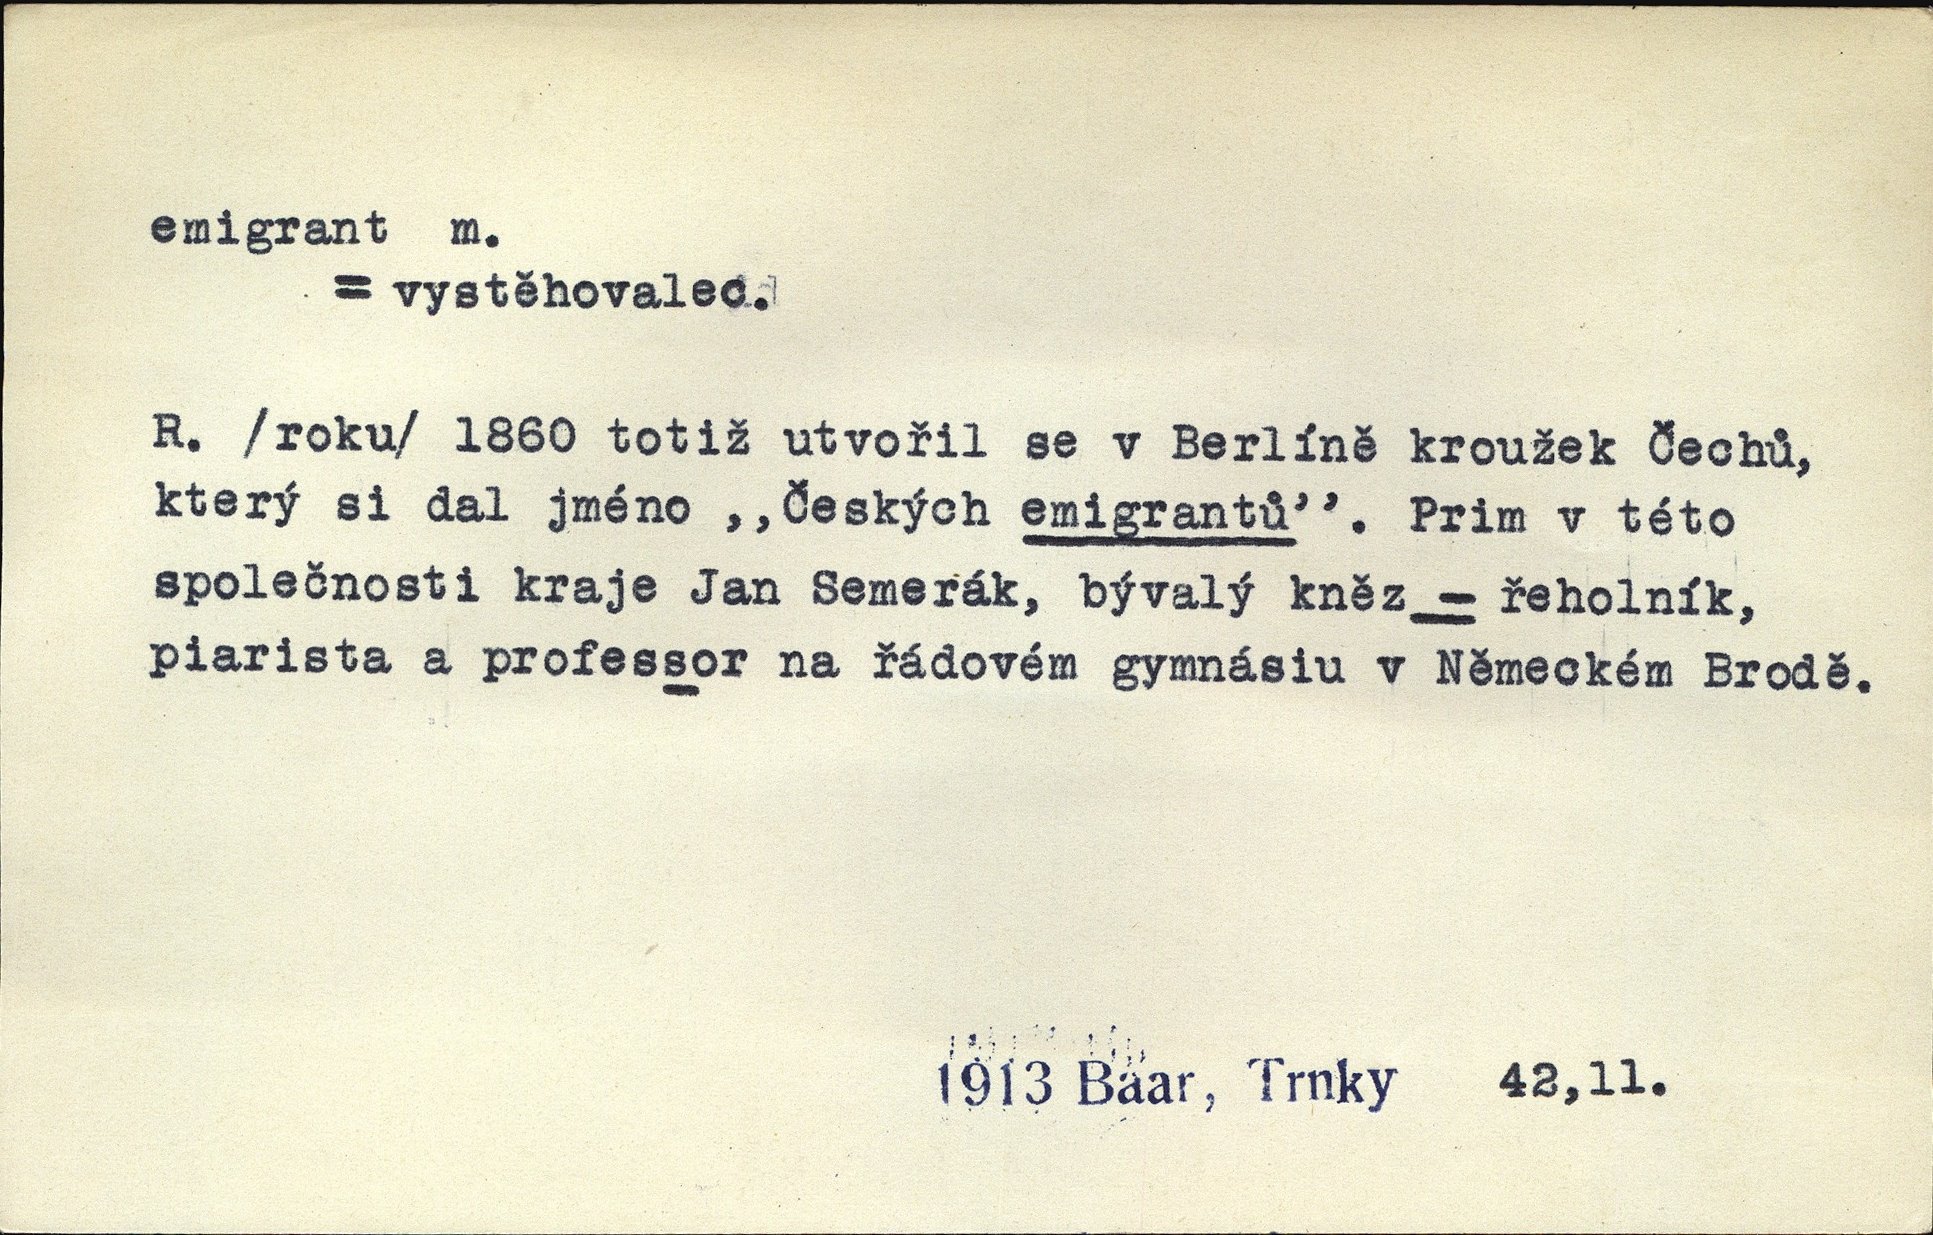 emigrant m.
= vystěhovalec.
R. /roku/ 1860 totiž utvořil se v Berlíně kroužek Čechů,
který si dal jméno ,,Českých emigrantů’’. Prim v této
společnosti kraje Jan Semerák, bývalý kněz = řeholník,
piarista a professor na řádovém gymnásiu v Německém Brodě.
1913 Baar, Trnky 42,11.